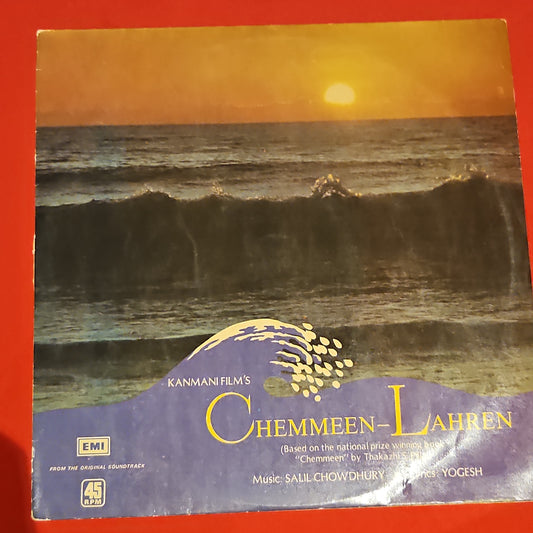 KANMANI FILM'S
CHEMMEEN-LAHREN
(Based on the national prize winning
"Chemmeen" by Thakazhi S.
Music: SALIL CHOWDHURY YOGESH
EMI
FROM THE ORIGINAL SOUNDTRACK
45
RPM